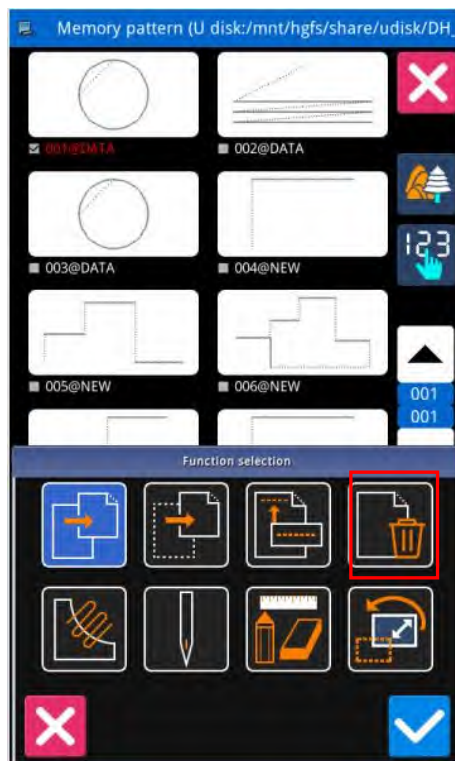 Memory pattern (U disk:/mnt/hgfs/share/udisk/DH_
001@DATA
002@DATA
003@DATA
123
004@NEW
005@NEW
006@NEW
001
001
Function selection